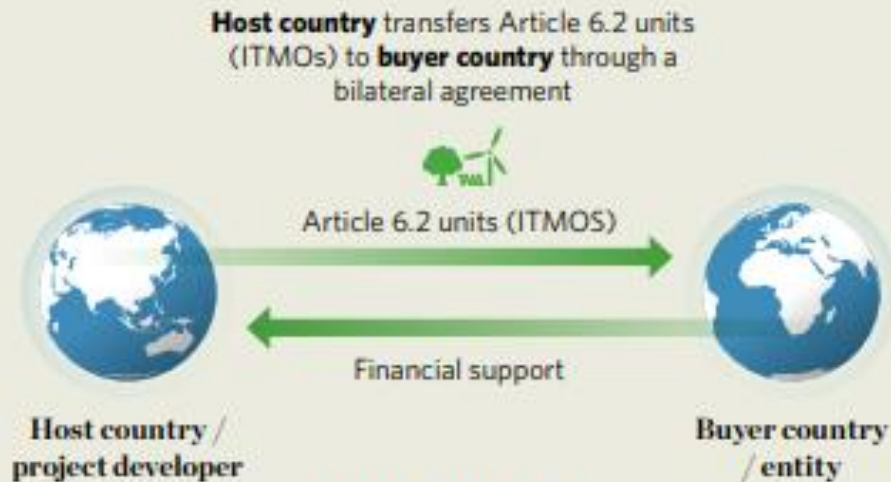 Host country transfers Article 6.2 units
(ITMOs) to buyer country through a
bilateral agreement
Article 6.2 units (ITMOS)
Financial support
Host country /
project developer
Buyer country
/ entity